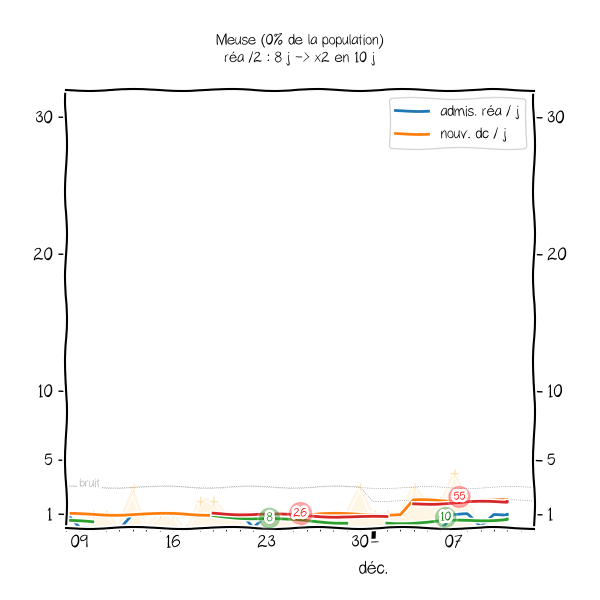 Meuse (0% de la population)
réa /2 : 8 j -> x2 en 10 j
admis. réa / j
nouv. dc / j
30 30
20 20
10 10
5 5
bruit
55
26
8
10
1 1
09 16 23 30 07
déc.